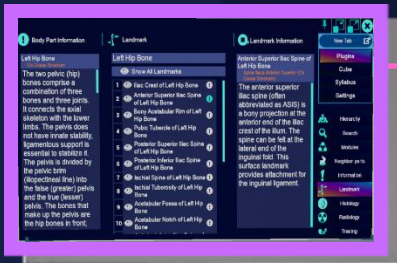 Body Part Information
Left Hip Bone
The two pelvic (hip)
bones comprise a
combination of three
bones and three joints.
It connects the axial
skeleton with the lower
limbs. The pelvis does
not have innate stability,
ligamentous support is
essential to stabilize it.
The pelvis is divided by
the pelvic brim
(iliopectineal line) into
the false (greater) pelvis
and the true (lesser)
pelvis. The bones that
make up the pelvis are
the hip bones in front;
Landmark
Left Hip Bone
Show All Landmarks
1 Iliac Crest of Left Hip
Bone
2 Anterior Superior Iliac Spine
of Left Hip Bone
3 Bony Acetabular Rim of Left
Hip Bone
4 Pubic Tubercle of Left Hip
Bone
5 Posterior Superior Iliac Spine
of Left Hip Bone
6 Posterior Inferior Iliac Spine
of Left Hip Bone
7 Ischial Spine of Left Hip Bone
8 Ischial Tuberosity of Left Hip
Bone
9 Acetabular Fossa of Left Hip
Bone
10 Acetabular Notch of Left Hip
Bone
Landmark Information
Anterior Superior Iliac Spine of
Left Hip Bone
The anterior superior
iliac spine (often
abbreviated as ASIS) is
a bony projection at the
anterior end of the iliac
crest of the ilium. The
spine can be felt at the
lateral end of the
inguinal fold. This
surface landmark
provides attachment for
the inguinal ligament.
New Tab
Plugins
Cube
Syllabus
Settings
Hierarchy
Search
Modules
Neighbor parts
Information
Landmark
Histology
Radiology
Tracing